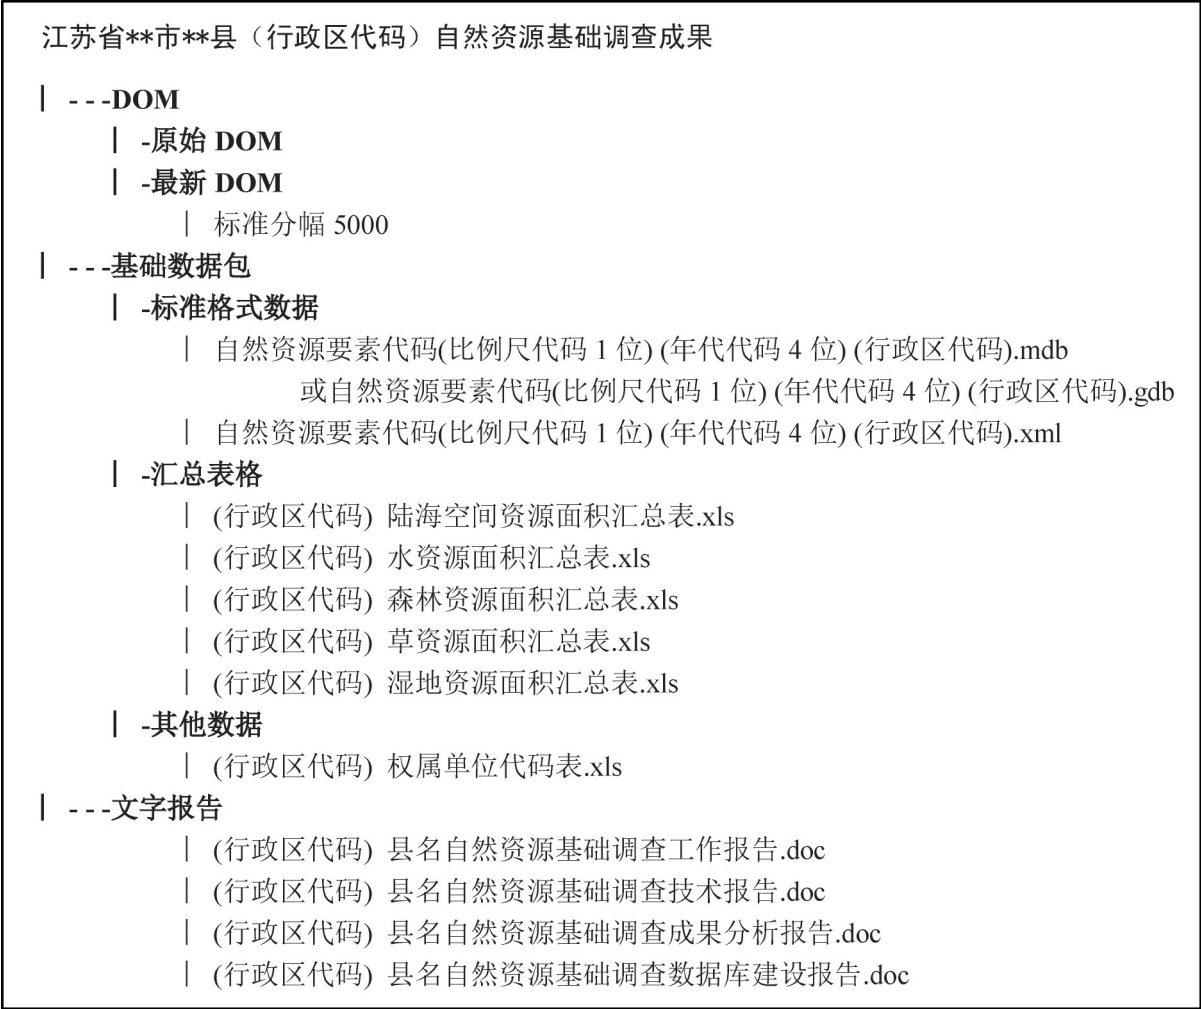 江苏省**市**县（行政区代码）自然资源基础调查成果
| ---DOM
| -原始 DOM
| -最新 DOM
| 标准分幅 5000
| ---基础数据包
| -标准格式数据
| 自然资源要素代码(比例尺代码 1 位) (年代代码 4 位) (行政区代码).mdb
或自然资源要素代码(比例尺代码 1 位) (年代代码 4 位) (行政区代码).gdb
| 自然资源要素代码(比例尺代码 1 位) (年代代码 4 位) (行政区代码).xml
| -汇总表格
| (行政区代码) 陆海空间资源面积汇总表.xls
| (行政区代码) 水资源面积汇总表.xls
| (行政区代码) 森林资源面积汇总表.xls
| (行政区代码) 草资源面积汇总表.xls
| (行政区代码) 湿地资源面积汇总表.xls
| -其他数据
| (行政区代码) 权属单位代码表.xls
| ---文字报告
| (行政区代码) 县名自然资源基础调查工作报告.doc
| (行政区代码) 县名自然资源基础调查技术报告.doc
| (行政区代码) 县名自然资源基础调查成果分析报告.doc
| (行政区代码) 县名自然资源基础调查数据库建设报告.doc